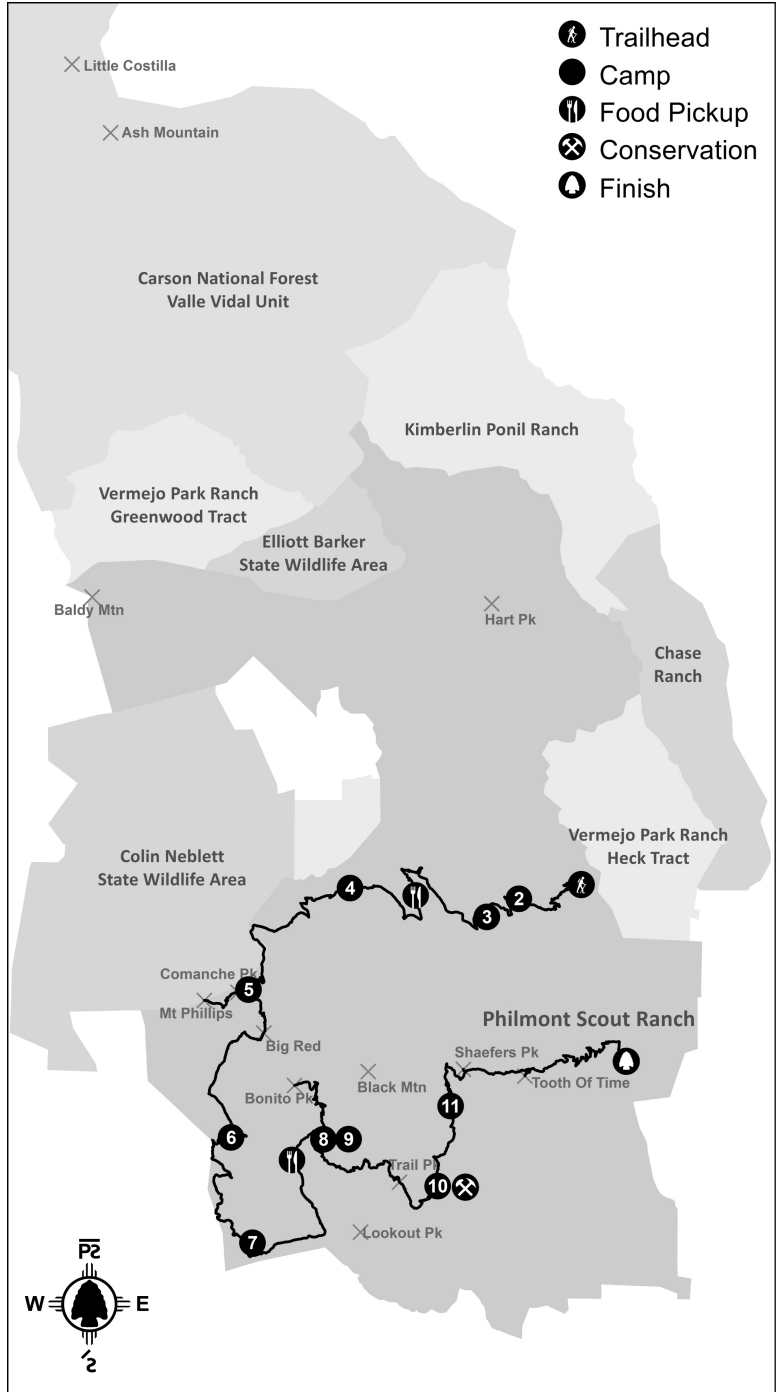 Trailhead
Camp
Food Pickup
Conservation
Finish
Little Costilla
Ash Mountain
Carson National Forest
Valle Vidal Unit
Kimberlin Ponil Ranch
Vermejo Park Ranch
Greenwood Tract
Elliott Barker
State Wildlife Area
Baldy Mtn
Hart Pk
Chase
Ranch
Vermejo Park Ranch
Heck Tract
Colin Neblett
State Wildlife Area
4
2
3
Comanche Pk
5
Mt Phillips
Philmont Scout Ranch
Big Red
Shaefers Pk
Black Mtn
Tooth Of Time
Bonito Pk
11
6
8
9
Trail Pk
10
7
Lookout Pk
W
E